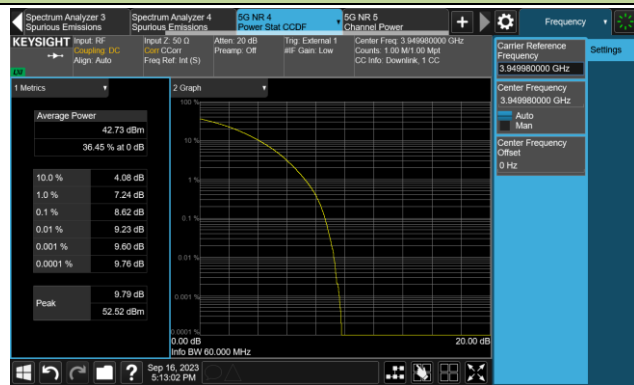 Spectrum Analyzer 3
Spurious Emissions
Spectrum Analyzer 4
Spurious Emissions
5G NR 4
Power Stat CCDF
5G NR 5
Channel Power
Frequency
KEYSIGHT
Input: RF
Coupling: DC
Align: Auto
Input Z: 50 Ω
Corr CCorr
Freq Ref: Int (S)
Atten: 20 dB
Preamp: Off
Trig: External 1
#IF Gain: Low
Center Freq: 3.949980000 GHz
Counts: 1.00 M/1.00 Mpt
CC Info: Downlink, 1 CC
Carrier Reference
Frequency
3.949980000 GHz
Settings
Center Frequency
3.949980000 GHz
Auto
Man
Center Frequency
Offset
0 Hz
1 Metrics
Average Power
42.73 dBm
36.45 % at 0 dB
10.0 % 4.08 dB
1.0 % 7.24 dB
0.1 % 8.62 dB
0.01 % 9.23 dB
0.001 % 9.60 dB
0.0001 % 9.76 dB
Peak
9.79 dB
52.52 dBm
2 Graph
100 %
10 %
1 %
0.1 %
0.01 %
0.001 %
0.0001 %
0.00 dB 20.00 dB
Info BW 60.000 MHz
Sep 16, 2023
5:13:02 PM